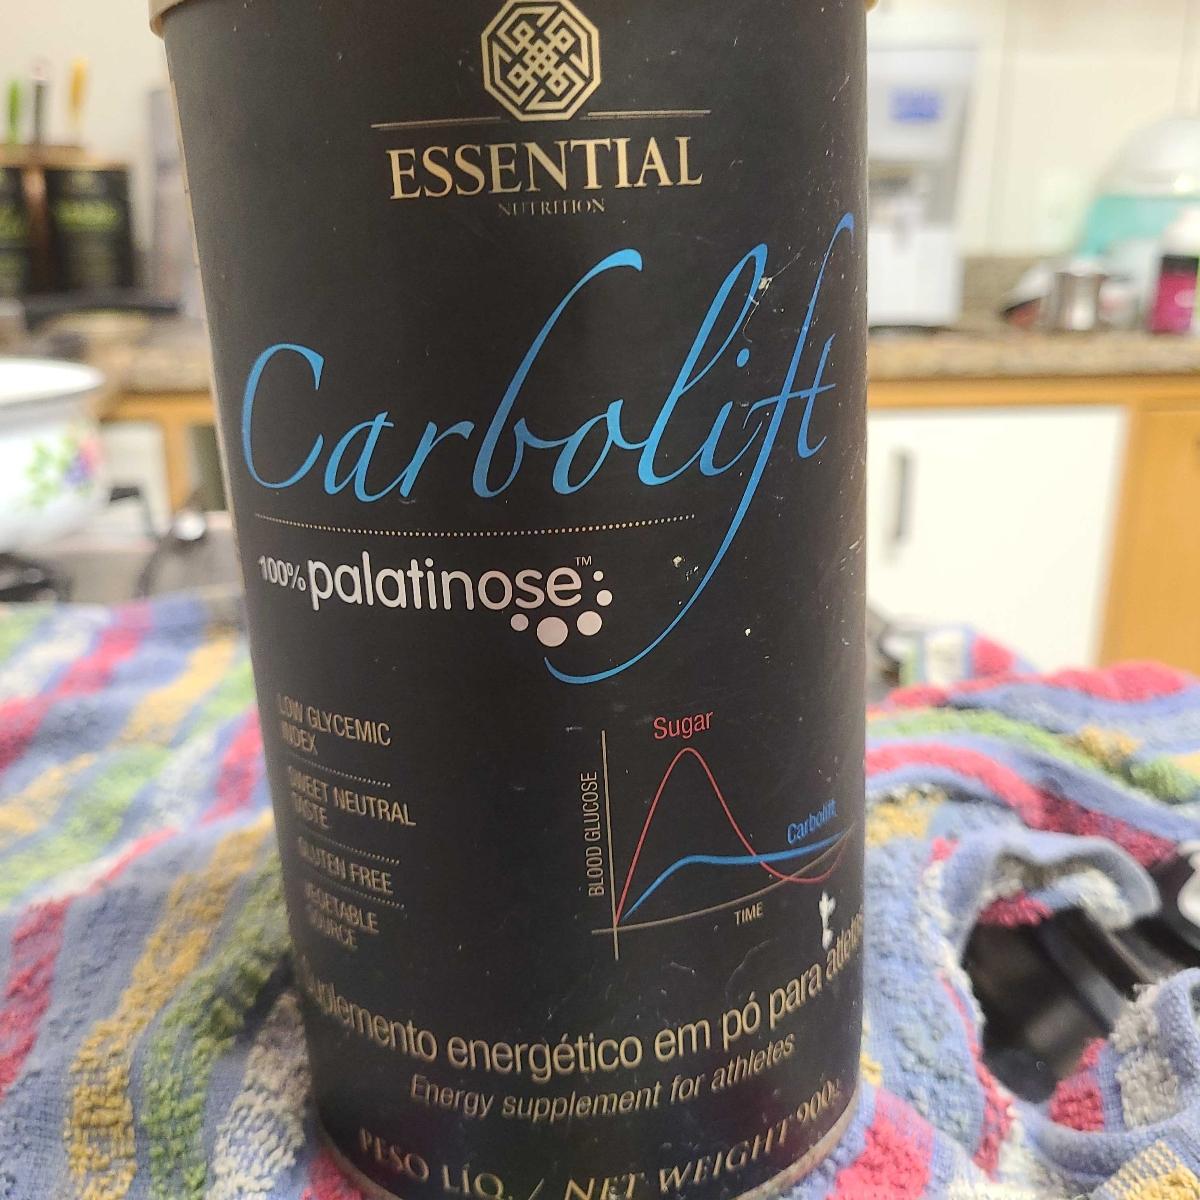 ESSENTIAL
NUTRITION
Carbolift
100% palatinose™
LOW GLYCEMIC
INDEX
SWEET NEUTRAL
TASTE
GLUTEN FREE
VEGETABLE
SOURCE
Sugar
Carbolift
BLOOD GLUCOSE
TIME
Suplemento energético em pó para atletas
Energy supplement for athletes
PESO LÍQ. / NET WEIGHT 900g